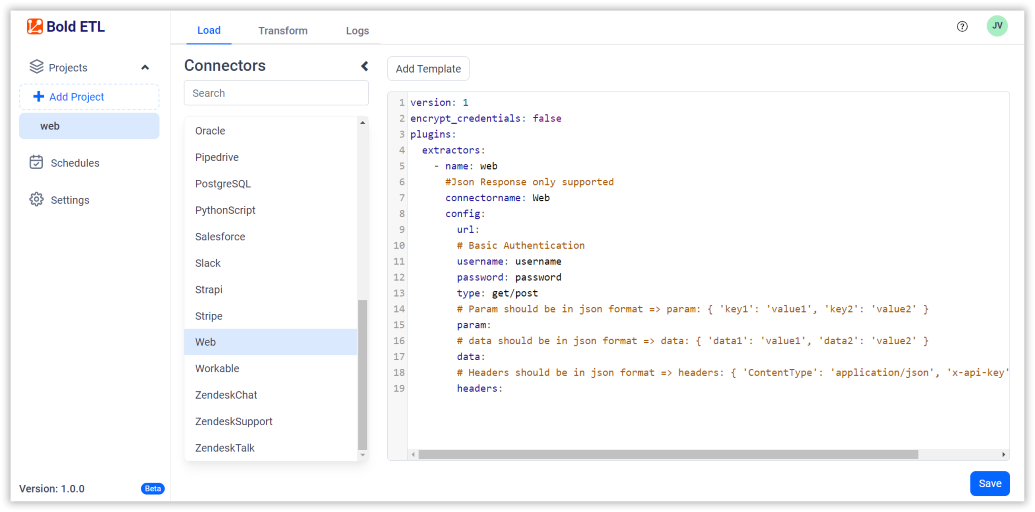 Bold ETL
Projects
Add Project
web
Schedules
Settings
Version: 1.0.0
Beta
Load
Transform
Logs
JV
Connectors
Search
Oracle
Pipedrive
PostgreSQL
PythonScript
Salesforce
Slack
Strapi
Stripe
Web
Workable
ZendeskChat
ZendeskSupport
ZendeskTalk
Add Template
1 version: 1
2 encrypt_credentials: false
3 plugins:
4 extractors:
5 - name: web
6 #Json Response only supported
7 connectorname: Web
8 config:
9 url:
10 # Basic Authentication
11 username: username
12 password: password
13 type: get/post
14 # Param should be in json format => param: { 'key1': 'value1', 'key2': 'value2' }
15 param:
16 # data should be in json format => data: { 'data1': 'value1', 'data2': 'value2' }
17 data:
18 # Headers should be in json format => headers: { 'ContentType': 'application/json', 'x-api-key'
19 headers:
Save